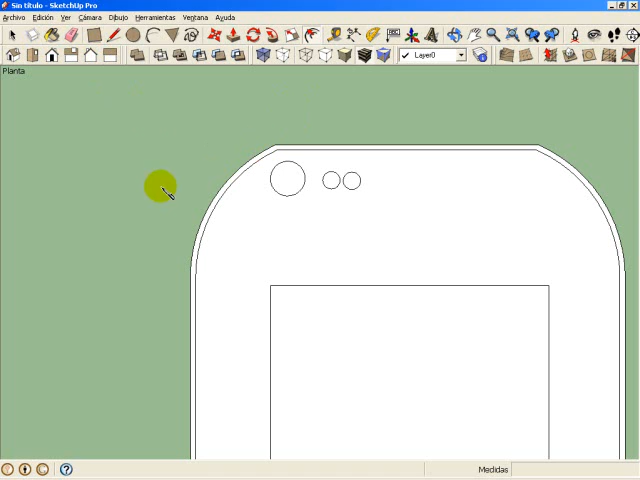 Sin título - SketchUp Pro
Archivo Edición Ver Cámara Dibujo Herramientas Ventana Ayuda
Layer0
Planta
Medidas